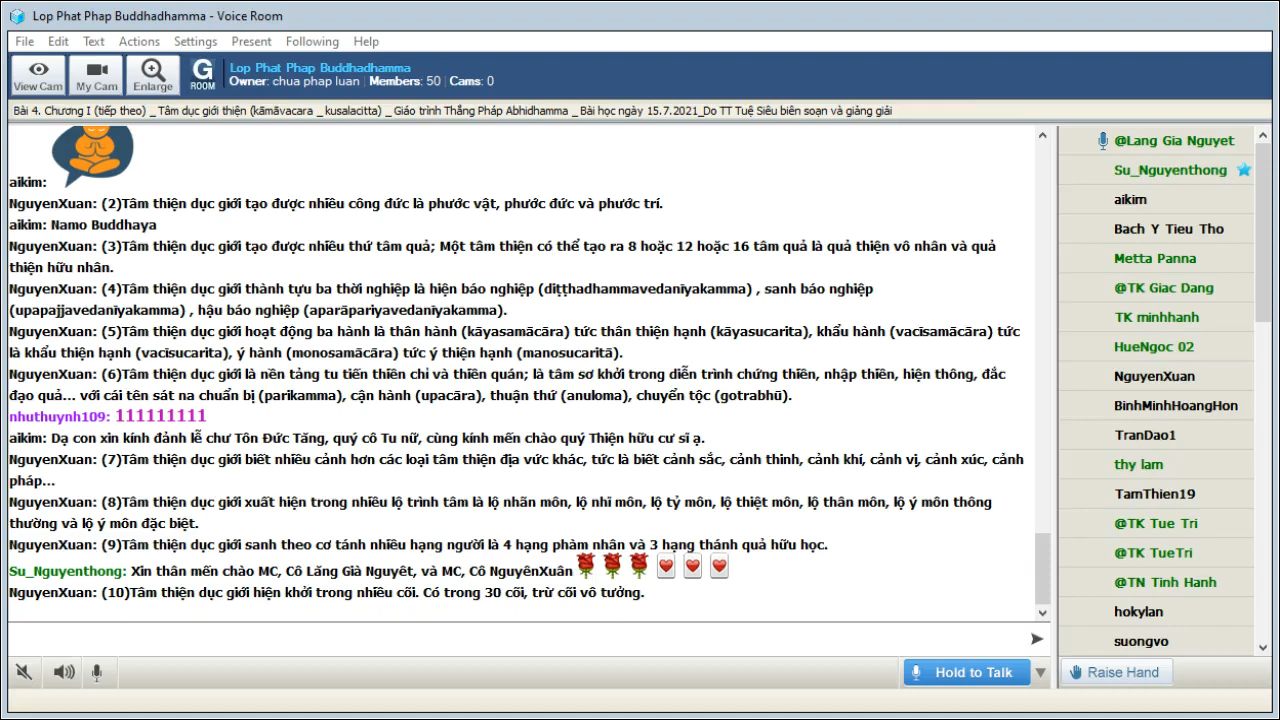 Lop Phat Phap Buddhadhamma - Voice Room
File Edit Text Actions Settings Present Following Help
View Cam My Cam Enlarge G ROOM
Lop Phat Phap Buddhadhamma
Owner: chua phap luan | Members: 50 | Cams: 0
Bài 4. Chương I (tiếp theo) _ Tâm dục giới thiện (kāmāvacara _ kusalacitta) _ Giáo trình Thắng Pháp Abhidhamma _ Bài học ngày 15.7.2021_Do TT Tuệ Siêu biên soạn và giảng giải
aikim:
NguyenXuan: (2)Tâm thiện dục giới tạo được nhiều công đức là phước vật, phước đức và phước trí.
aikim: Namo Buddhaya
NguyenXuan: (3)Tâm thiện dục giới tạo được nhiều thứ tâm quả; Một tâm thiện có thể tạo ra 8 hoặc 12 hoặc 16 tâm quả là quả thiện vô nhân và quả
thiện hữu nhân.
NguyenXuan: (4)Tâm thiện dục giới thành tựu ba thời nghiệp là hiện báo nghiệp (diṭṭhadhammavedanīyakamma) , sanh báo nghiệp
(upapajjavedanīyakamma) , hậu báo nghiệp (aparāpariyavedanīyakamma).
NguyenXuan: (5)Tâm thiện dục giới hoạt động ba hành là thân hành (kāyasamācāra) tức thân thiện hạnh (kāyasucarita), khẩu hành (vacīsamācāra) tức
là khẩu thiện hạnh (vacīsucarita), ý hành (monosamācāra) tức ý thiện hạnh (manosucaritā).
NguyenXuan: (6)Tâm thiện dục giới là nền tảng tu tiến thiền chỉ và thiền quán; là tâm sơ khởi trong diễn trình chứng thiền, nhập thiền, hiện thông, đắc
đạo quả... với cái tên sát na chuẩn bị (parikamma), cận hành (upacāra), thuận thứ (anuloma), chuyển tộc (gotrabhū).
nhuthuynh109: 111111111
aikim: Dạ con xin kính đảnh lễ chư Tôn Đức Tăng, quý cô Tu nữ, cùng kính mến chào quý Thiện hữu cư sĩ ạ.
NguyenXuan: (7)Tâm thiện dục giới biết nhiều cảnh hơn các loại tâm thiện địa vức khác, tức là biết cảnh sắc, cảnh thinh, cảnh khí, cảnh vị, cảnh xúc, cảnh
pháp...
NguyenXuan: (8)Tâm thiện dục giới xuất hiện trong nhiều lộ trình tâm là lộ nhãn môn, lộ nhĩ môn, lộ tỷ môn, lộ thiệt môn, lộ thân môn, lộ ý môn thông
thường và lộ ý môn đặc biệt.
NguyenXuan: (9)Tâm thiện dục giới sanh theo cơ tánh nhiều hạng người là 4 hạng phàm nhân và 3 hạng thánh quả hữu học.
Su_Nguyenthong: Xin thân mến chào MC, Cô Lăng Già Nguyệt, và MC, Cô NguyênXuân
NguyenXuan: (10)Tâm thiện dục giới hiện khởi trong nhiều cõi. Có trong 30 cõi, trừ cõi vô tưởng.
Hold to Talk
@Lang Gia Nguyet
Su_Nguyenthong
aikim
Bach Y Tieu Tho
Metta Panna
@TK Giac Dang
TK minhhanh
HueNgoc 02
NguyenXuan
BinhMinhHoangHon
TranDao1
thy lam
TamThien19
@TK Tue Tri
@TK TueTri
@TN Tinh Hanh
hokylan
suongvo
Raise Hand